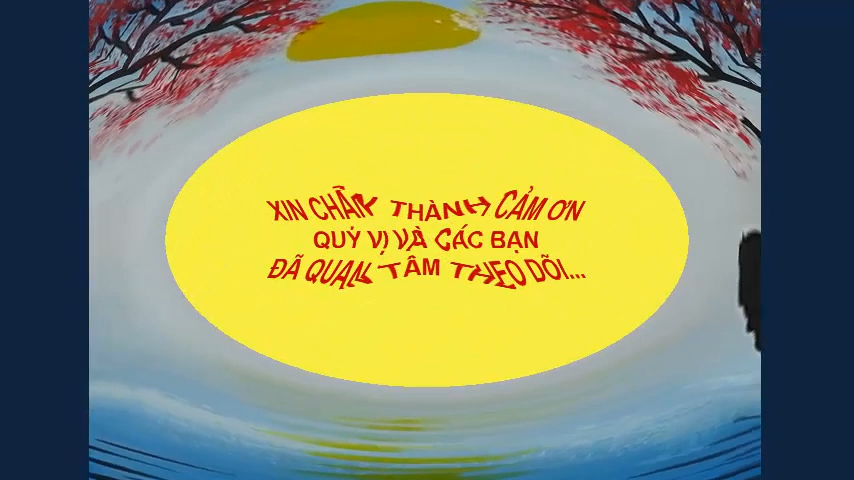 XIN CHÂN THÀNH CẢM ƠN
QUÝ VỊ VÀ CÁC BẠN
ĐÃ QUAN TÂM THEO DÕI...